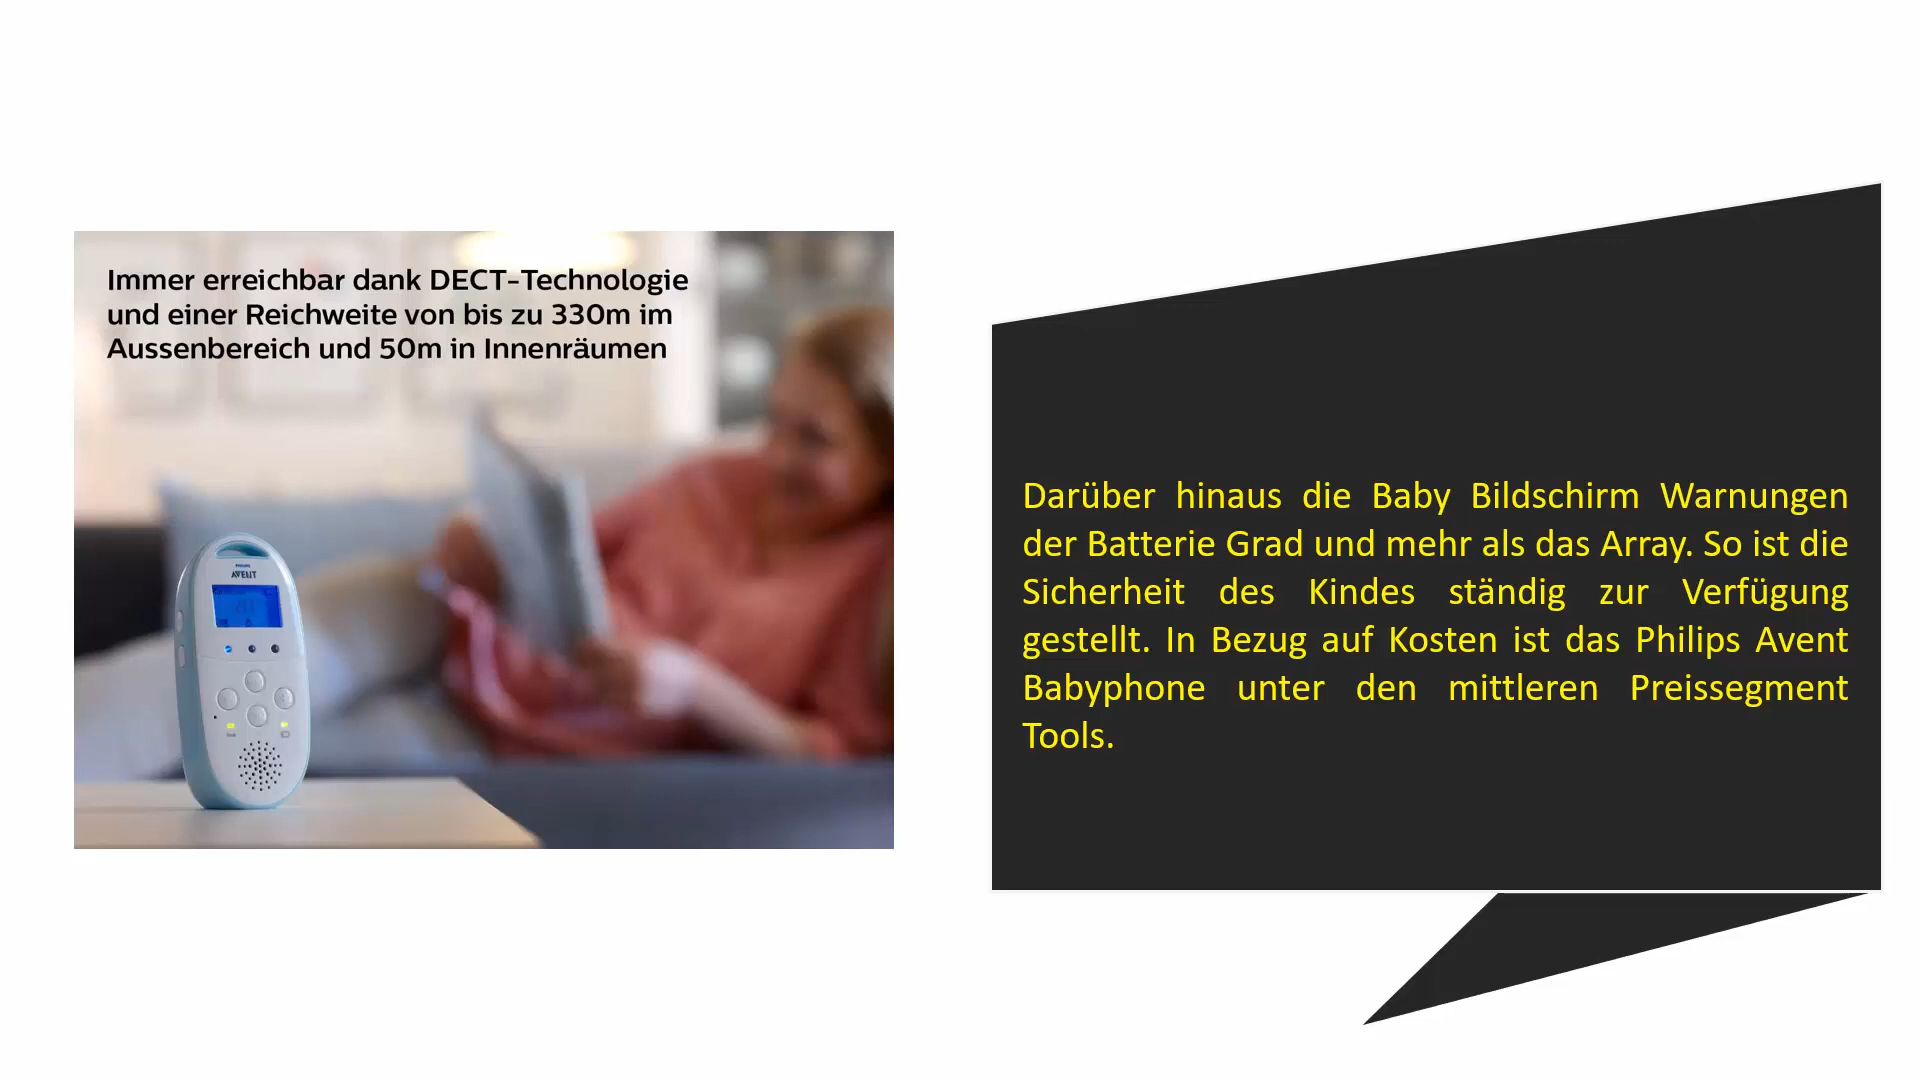 Immer erreichbar dank DECT-Technologie
und einer Reichweite von bis zu 330m im
Aussenbereich und 50m in Innenräumen
PHILIPS
AVENT
Darüber hinaus die Baby Bildschirm Warnungen
der Batterie Grad und mehr als das Array. So ist die
Sicherheit des Kindes ständig zur Verfügung
gestellt. In Bezug auf Kosten ist das Philips Avent
Babyphone unter den mittleren Preissegment
Tools.